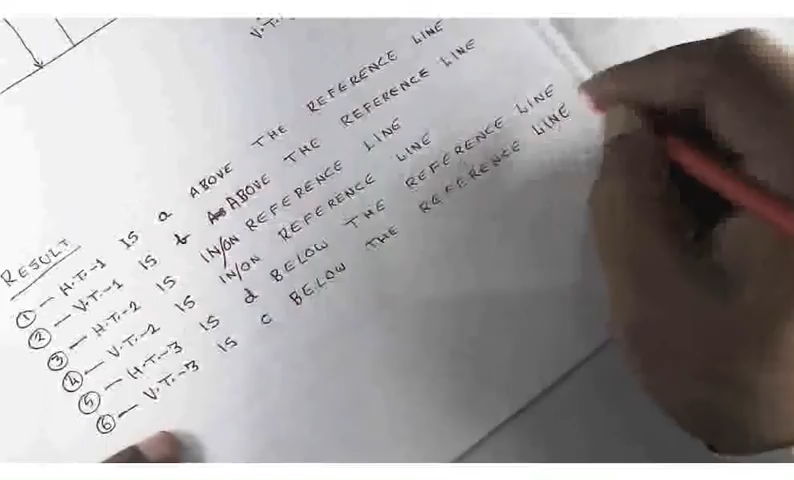 V.T.-
RESULT
① — H.T.-1 IS a ABOVE THE REFERENCE LINE
② — V.T.-1 IS b ABOVE THE REFERENCE LINE
③ — H.T.-2 IS IN/ON REFERENCE LINE
④ — V.T.-2 IS IN/ON REFERENCE LINE
⑤ — H.T.-3 IS d BELOW THE REFERENCE LINE
⑥ — V.T.-3 IS c BELOW THE REFERENCE LINE